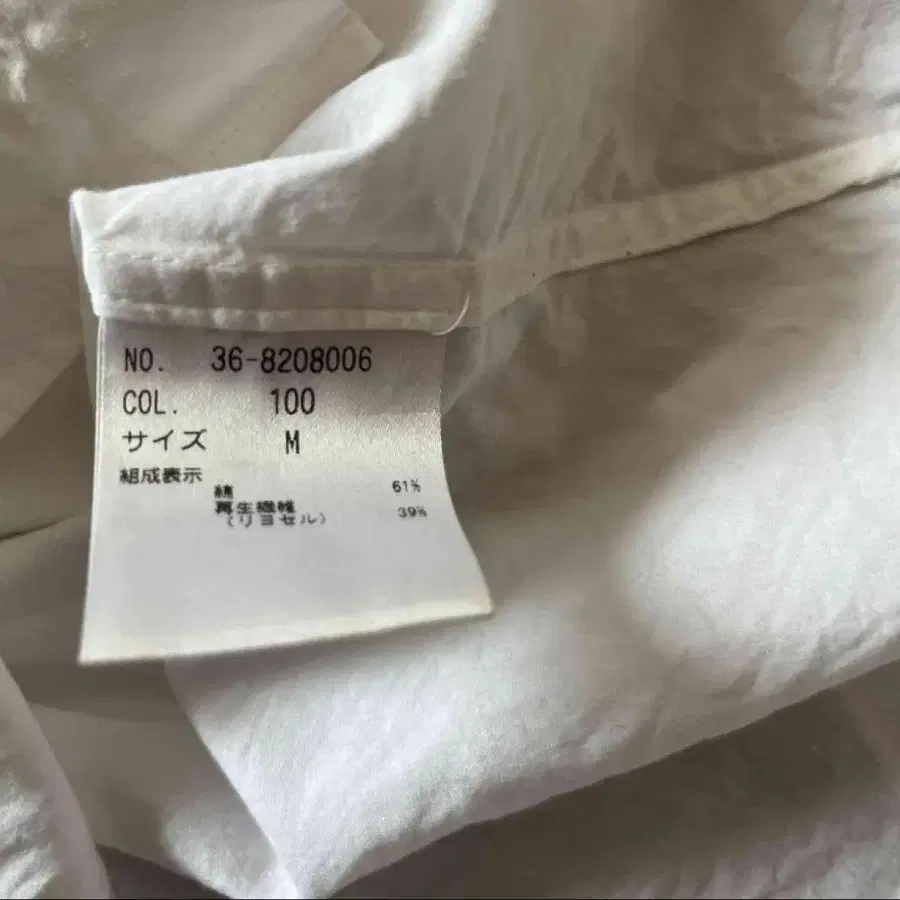 NO. 36-8208006
COL. 100
サイズ M
組成表示
綿 61%
再生繊維 39%
(リヨセル)